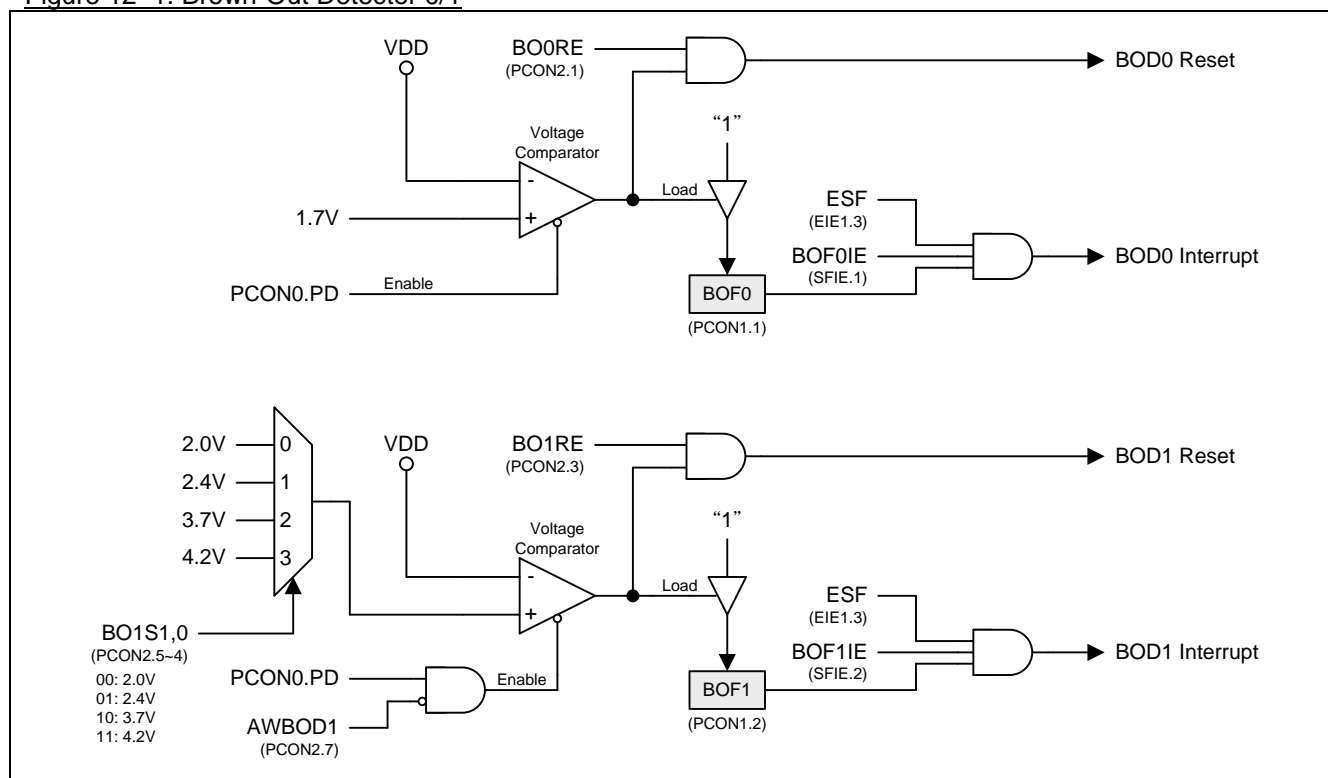 Figure 12-1. Brown-Out Detector 0/1
VDD
BO0RE
(PCON2.1)
BOD0 Reset
Voltage
Comparator
“1”
-
+
1.7V
Load
PCON0.PD
Enable
BOF0
(PCON1.1)
ESF
(EIE1.3)
BOF0IE
(SFIE.1)
BOD0 Interrupt
2.0V
0
2.4V
1
3.7V
2
4.2V
3
BO1S1,0
(PCON2.5~4)
00: 2.0V
01: 2.4V
10: 3.7V
11: 4.2V
VDD
BO1RE
(PCON2.3)
BOD1 Reset
Voltage
Comparator
“1”
-
+
Load
PCON0.PD
Enable
AWBOD1
(PCON2.7)
BOF1
(PCON1.2)
ESF
(EIE1.3)
BOF1IE
(SFIE.2)
BOD1 Interrupt